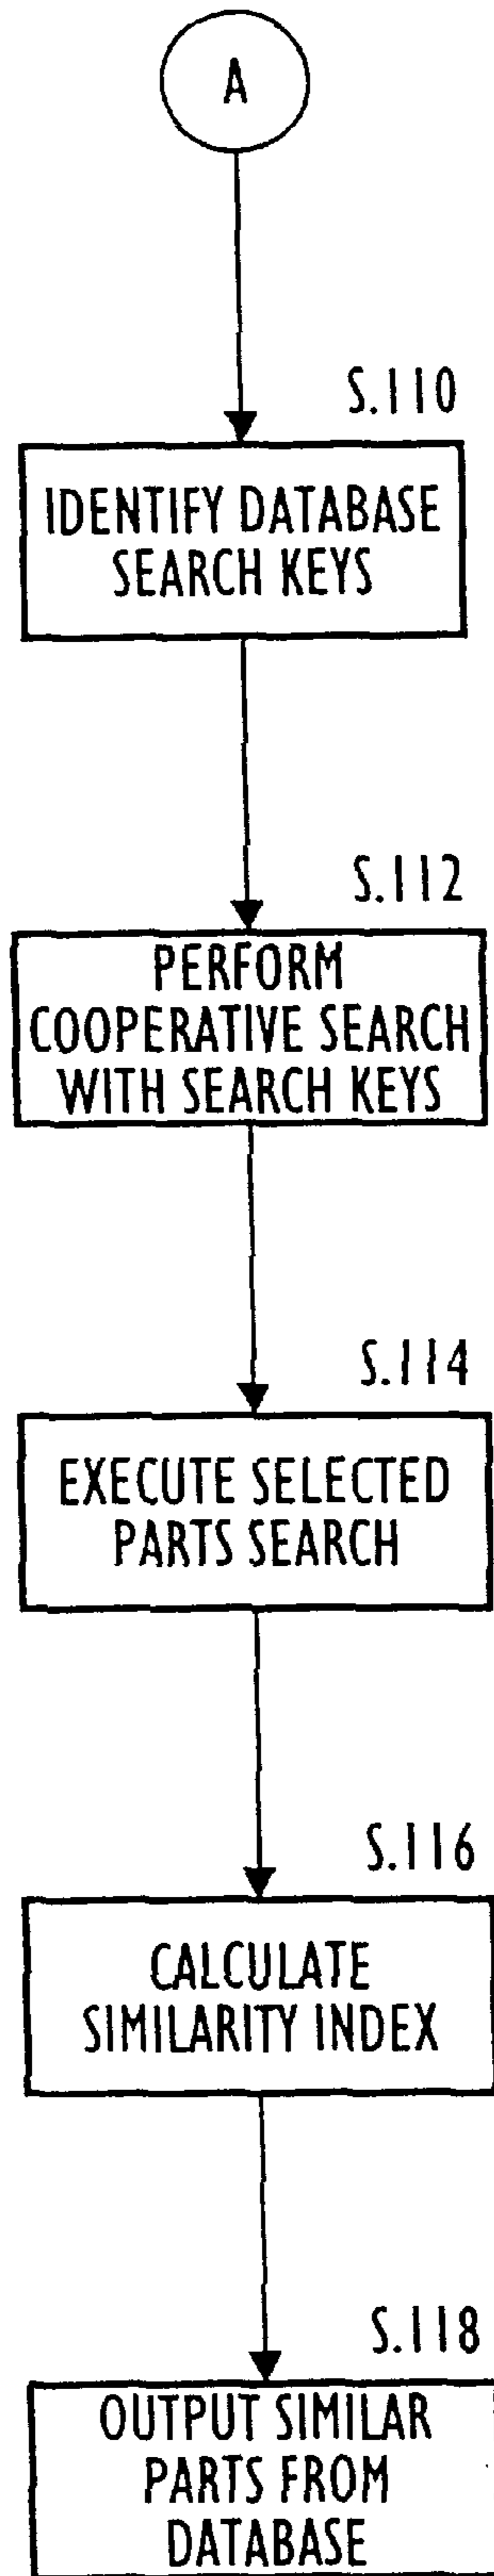 A
S.110
IDENTIFY DATABASE
SEARCH KEYS
S.112
PERFORM
COOPERATIVE SEARCH
WITH SEARCH KEYS
S.114
EXECUTE SELECTED
PARTS SEARCH
S.116
CALCULATE
SIMILARITY INDEX
S.118
OUTPUT SIMILAR
PARTS FROM
DATABASE